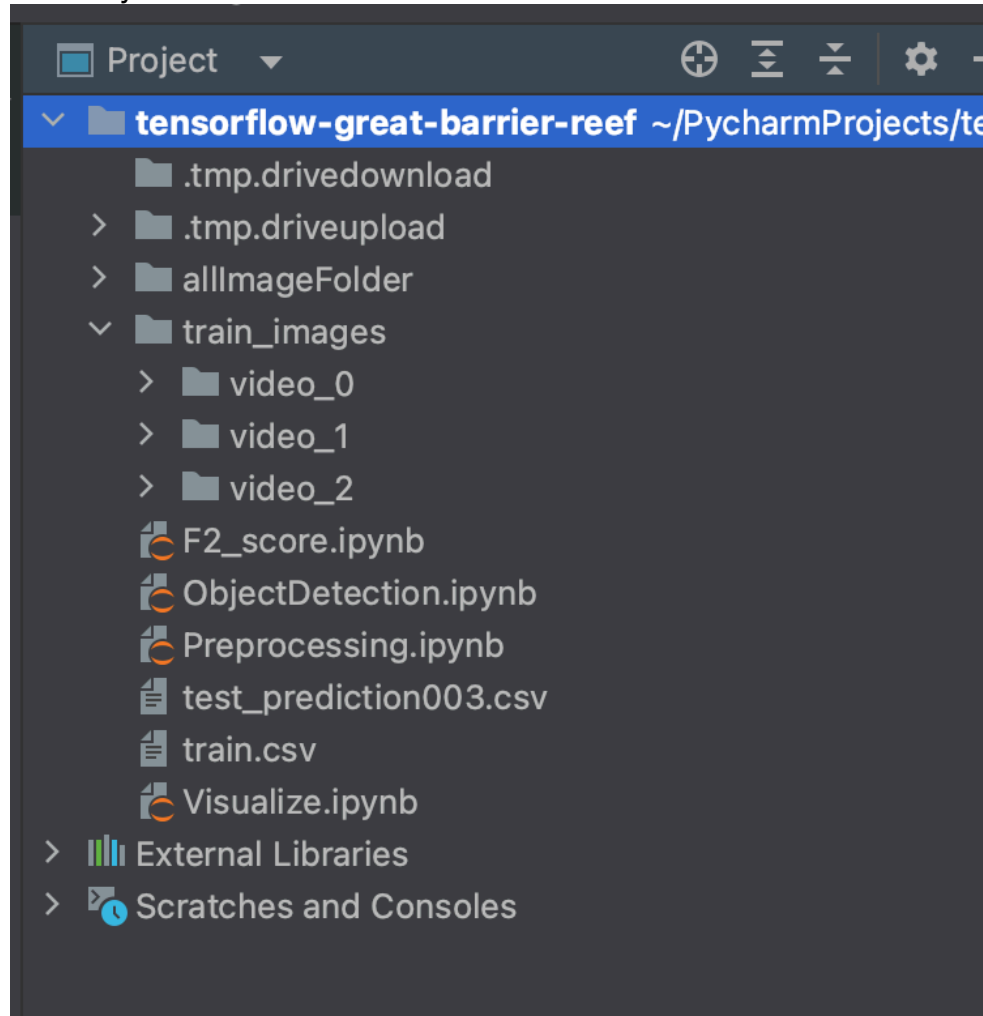 Project
tensorflow-great-barrier-reef ~/PycharmProjects/te
.tmp.drivedownload
.tmp.driveupload
allImageFolder
train_images
video_0
video_1
video_2
F2_score.ipynb
ObjectDetection.ipynb
Preprocessing.ipynb
test_prediction003.csv
train.csv
Visualize.ipynb
External Libraries
Scratches and Consoles